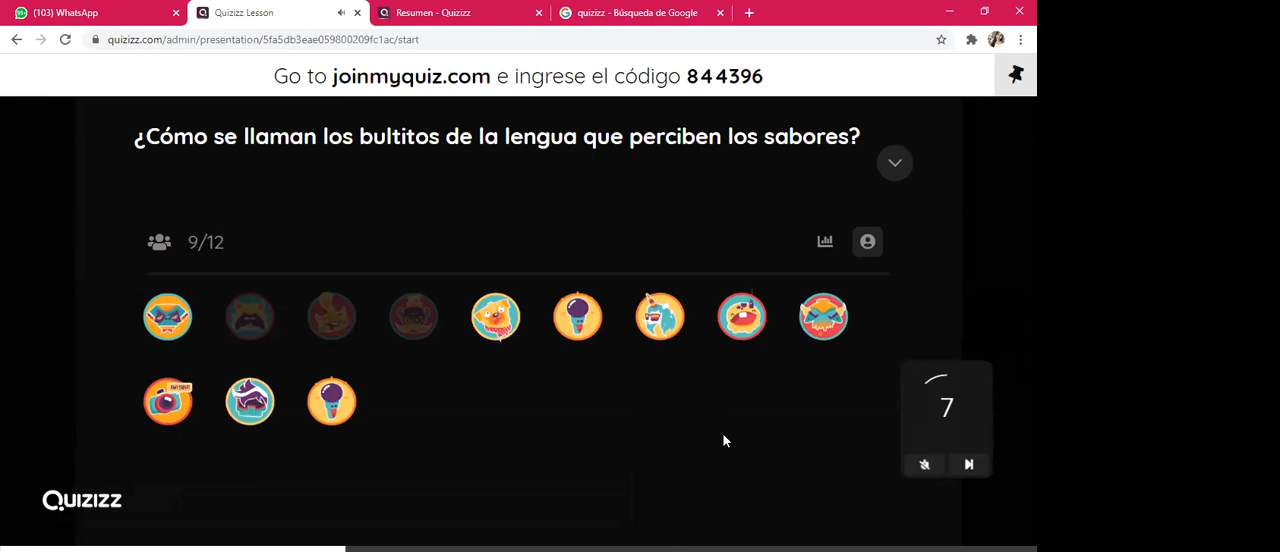 (103) WhatsApp
Quizizz Lesson
Resumen - Quizizz
quizizz - Búsqueda de Google
quizizz.com/admin/presentation/5fa5db3eae059800209fc1ac/start
Go to joinmyquiz.com e ingrese el código 844396
¿Cómo se llaman los bultitos de la lengua que perciben los sabores?
9/12
7
Quizizz